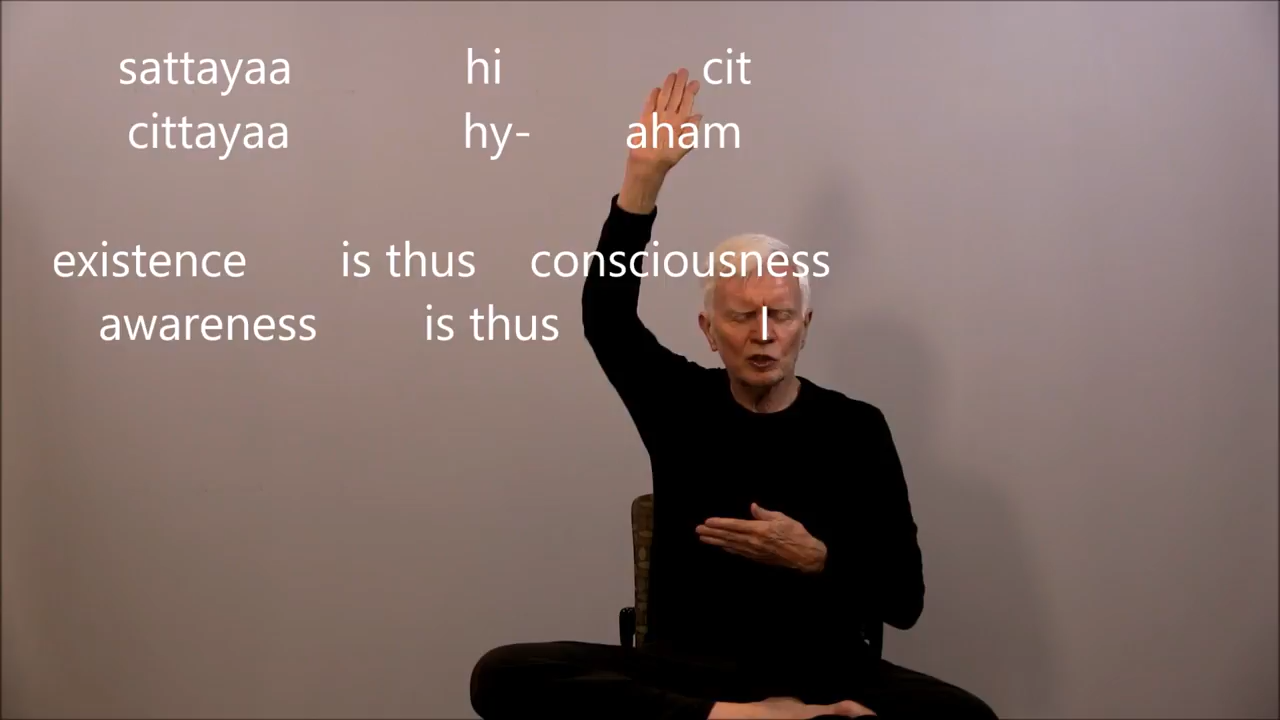 sattayaa hi cit
cittayaa hy- aham
existence is thus consciousness
awareness is thus I